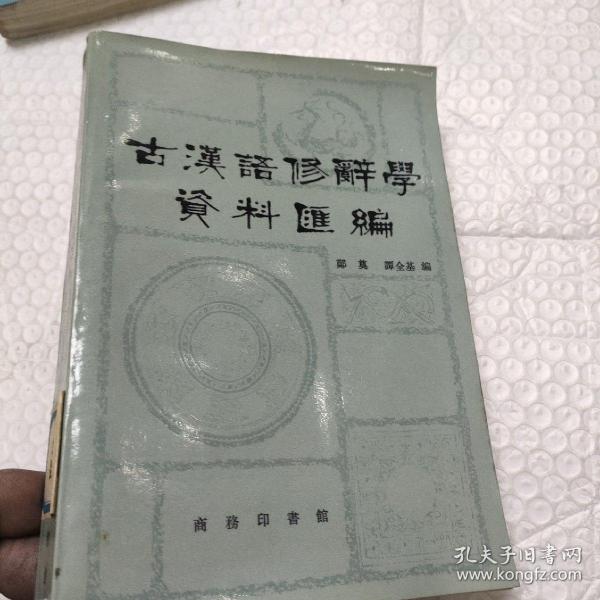 古漢語修辭學
資料匯編
鄭奠 譚全基 編
商務印書館
孔夫子旧书网
www.kongfz.com